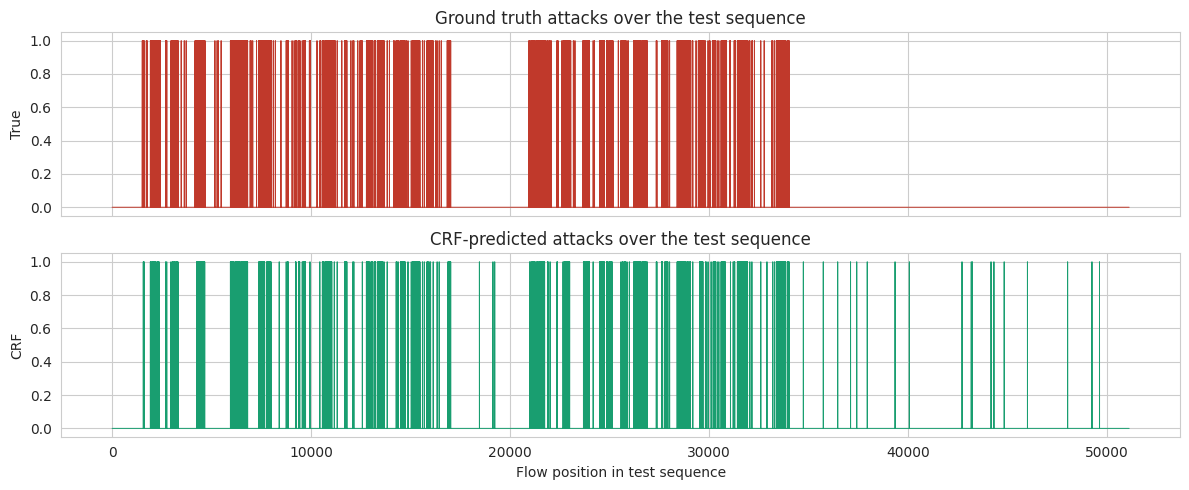 Ground truth attacks over the test sequence
1.0
0.8
0.6
0.4
0.2
0.0
True
CRF-predicted attacks over the test sequence
1.0
0.8
0.6
0.4
0.2
0.0
CRF
0 10000 20000 30000 40000 50000
Flow position in test sequence